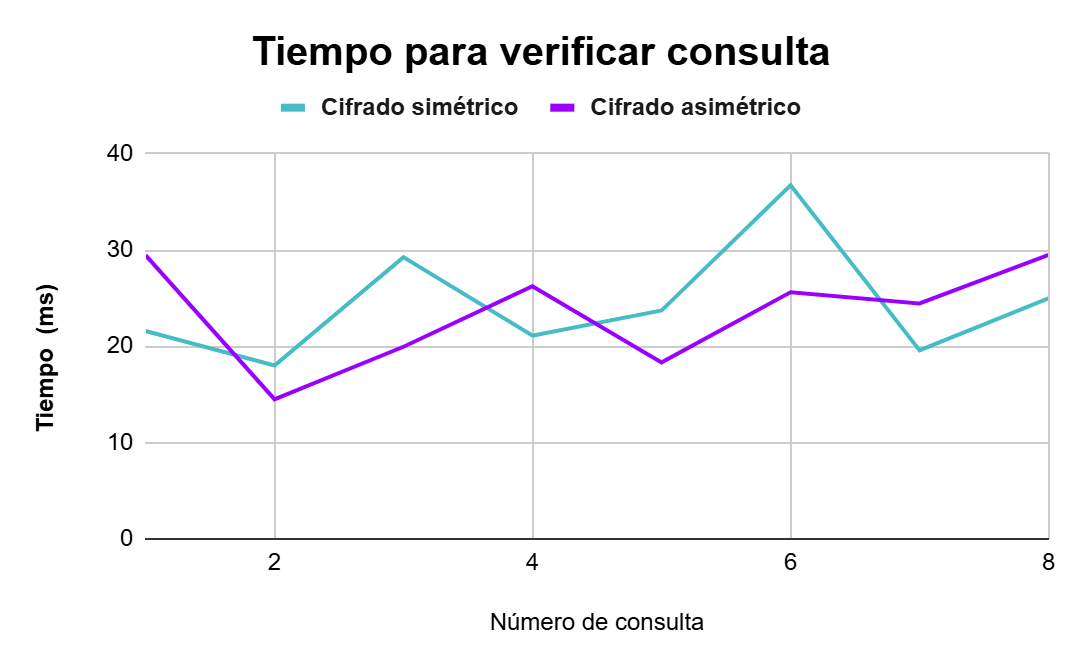 Tiempo para verificar consulta
Cifrado simétrico Cifrado asimétrico
40
30
20
10
0
Tiempo (ms)
2 4 6 8
Número de consulta